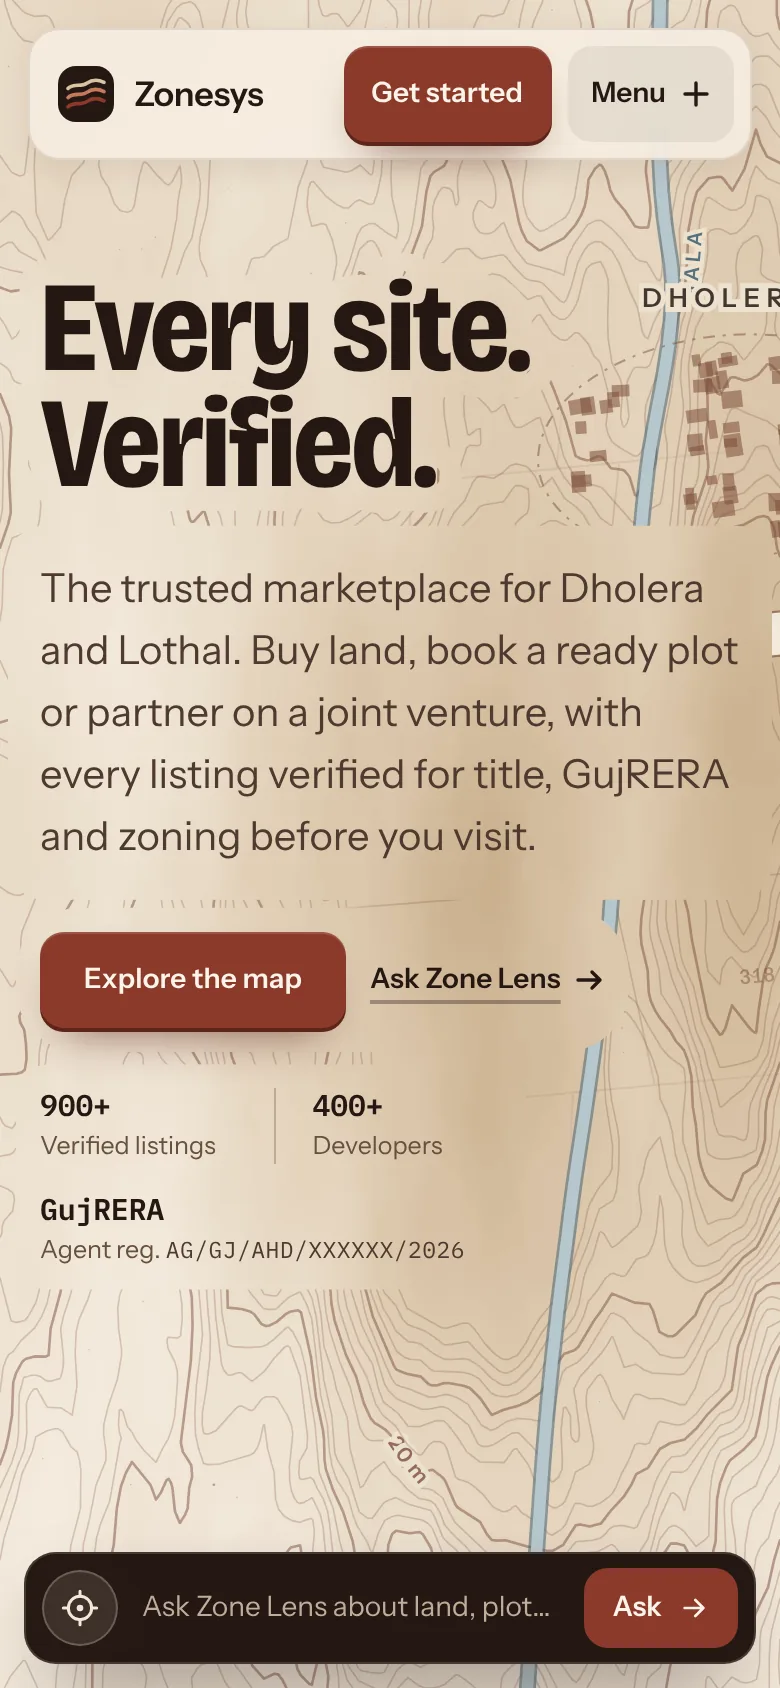 Zonesys
Get started
Menu
DHOLER
Every site.
Verified.
The trusted marketplace for Dholera
and Lothal. Buy land, book a ready plot
or partner on a joint venture, with
every listing verified for title, GujRERA
and zoning before you visit.
Explore the map
Ask Zone Lens →
318
900+
Verified listings
400+
Developers
GujRERA
Agent reg. AG/GJ/AHD/XXXXXX/2026
20 m
Ask Zone Lens about land, plot...
Ask →